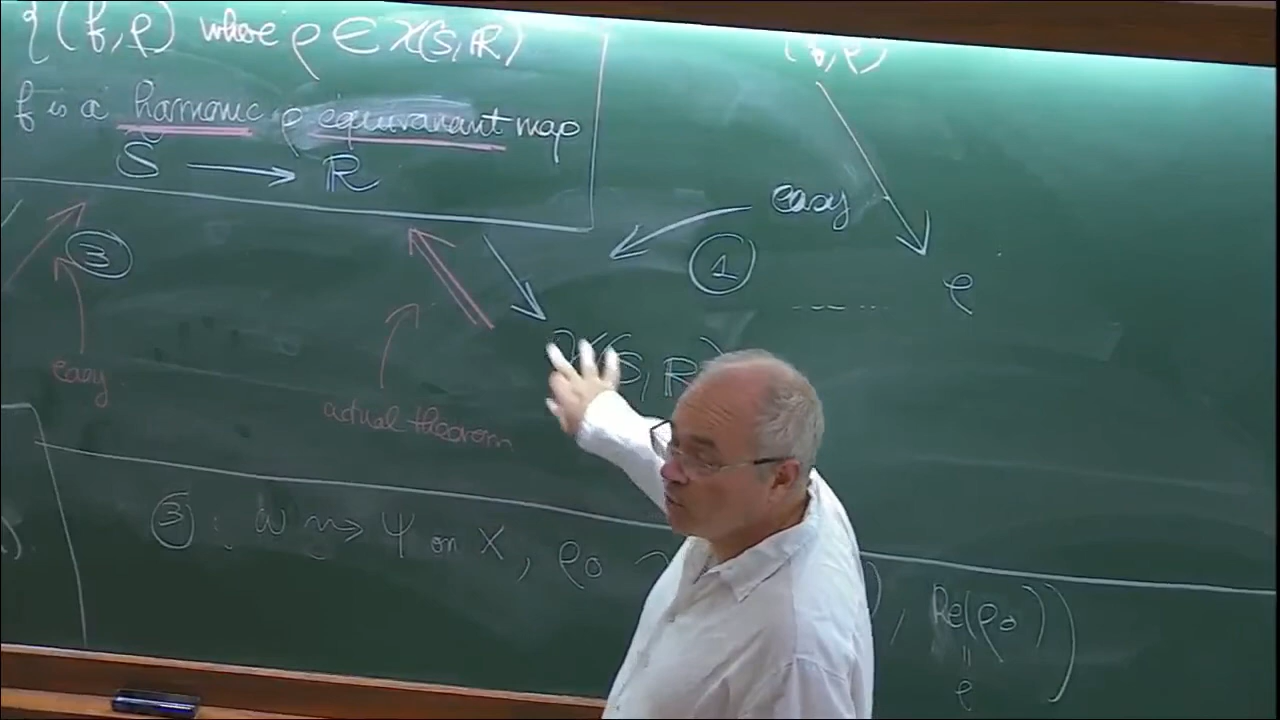 {(f, ρ) where ρ ∈ χ(S, ℝ)
f is a harmonic ρ equivariant map
S̃ → ℝ
(f, ρ)
easy
①
ρ
③
easy
actual theorem
χ(S, ℝ)
③ : ω ⇝ Ψ on X, ρ₀
, Re(ρ₀))
=
ρ